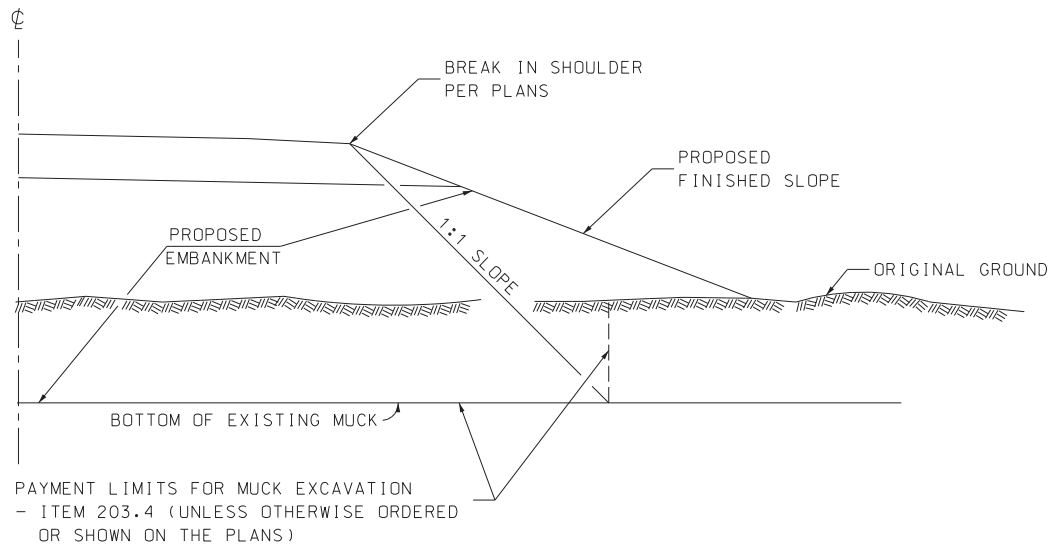 ℄
BREAK IN SHOULDER
PER PLANS
PROPOSED
FINISHED SLOPE
PROPOSED
EMBANKMENT
1:1 SLOPE
ORIGINAL GROUND
BOTTOM OF EXISTING MUCK
PAYMENT LIMITS FOR MUCK EXCAVATION
- ITEM 203.4 (UNLESS OTHERWISE ORDERED
OR SHOWN ON THE PLANS)